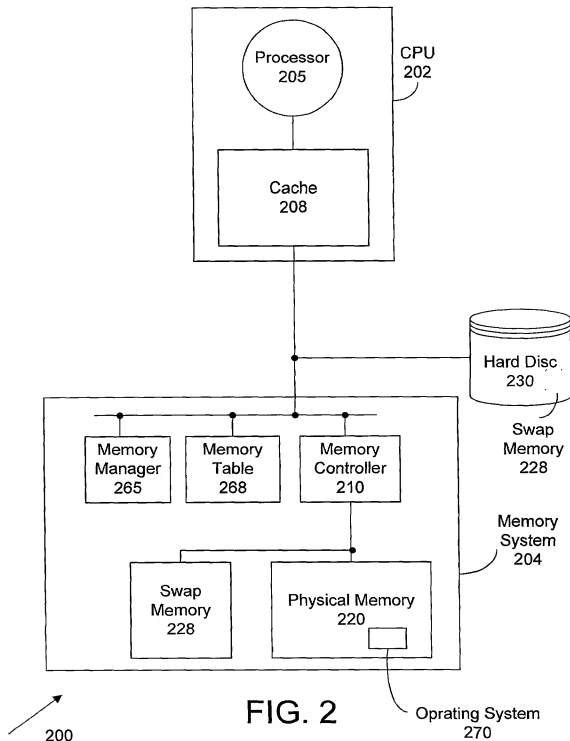 Processor
205
CPU
202
Cache
208
Hard Disc
230
Swap
Memory
228
Memory
Manager
265
Memory
Table
268
Memory
Controller
210
Memory
System
204
Swap
Memory
228
Physical Memory
220
FIG. 2
Oprating System
270
200